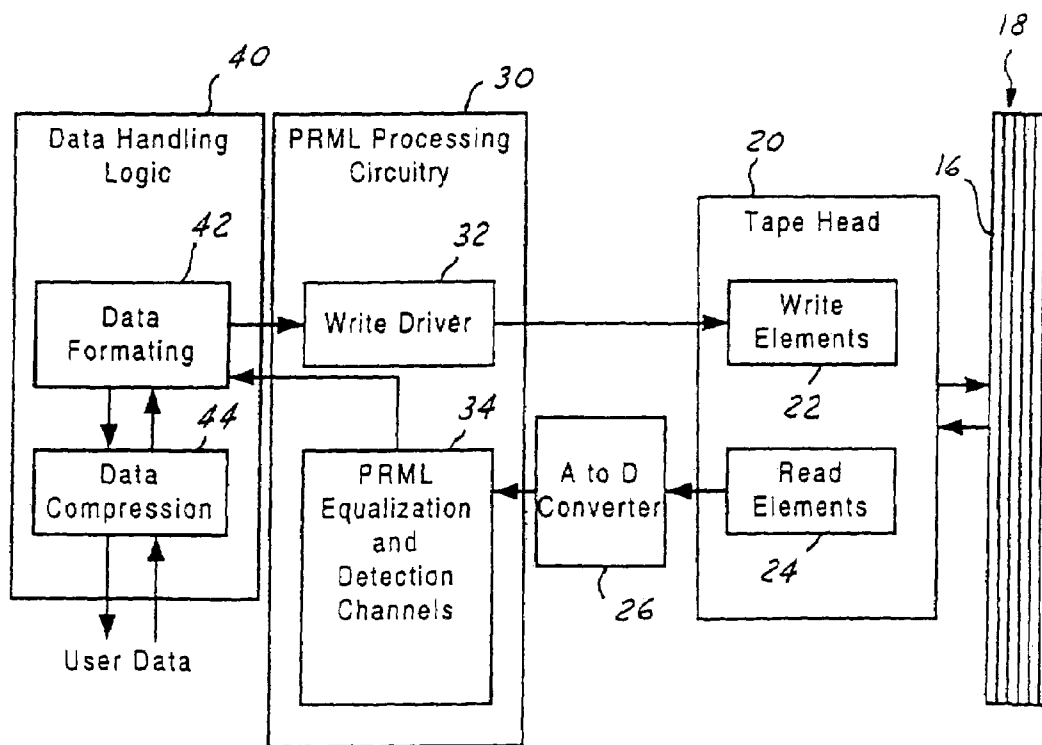 18
40
30
Data Handling
Logic
PRML Processing
Circuitry
20
16
Tape Head
42
32
Data
Formating
Write Driver
Write
Elements
22
44
34
Data
Compression
PRML
Equalization
and
Detection
Channels
A to D
Converter
Read
Elements
24
26
User Data